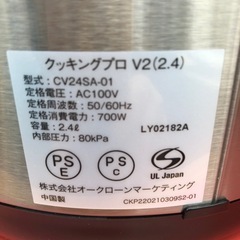 クッキングプロ V2(2.4)
型式：CV24SA-01
定格電圧：AC100V
定格周波数：50/60Hz
定格消費電力：700W
容量：2.4ℓ
LY02182A
内部圧力：80kPa
PS E
PS C
UL Japan
株式会社オークローンマーケティング
中国製
CKP22021030952-01